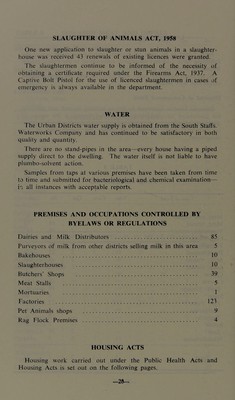 SLAUGHTER OF ANIMALS ACT, 1958
One new application to slaughter or stun animals in a slaughter-
house was received 43 renewals of existing licences were granted.
The slaughtermen continue to be informed of the necessity of
obtaining a certificate required under the Firearms Act, 1937. A
Captive Bolt Pistol for the use of licenced slaughtermen in cases of
emergency is always available in the department.
WATER
The Urban Districts water supply is obtained from the South Staffs.
Waterworks Company and has continued to be satisfactory in both
quality and quantity.
There are no stand-pipes in the area—every house having a piped
supply direct to the dwelling. The water itself is not liable to have
plumbo-solvent action.
Samples from taps at various premises have been taken from time
to time and submitted for bacteriological and chemical examination—
in all instances with acceptable reports.
PREMISES AND OCCUPATIONS CONTROLLED BY
BYELAWS OR REGULATIONS
Dairies and Milk Distributors 85
Purveyors of milk from other districts selling milk in this area 5
Bakehouses 10
Slaughterhouses 10
Butchers' Shops 39
Meat Stalls 5
Mortuaries 1
Factories 125
Pet Animals shops 9
Rag Flock Premises 4
HOUSING ACTS
Housing work carried out under the Public Health Acts and
Housing Acts is set out on the following pages.
—28—